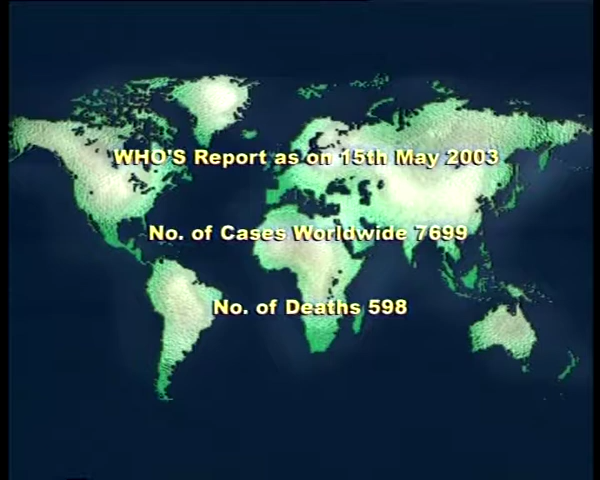 WHO'S Report as on 15th May 2003
No. of Cases Worldwide 7699
No. of Deaths 598